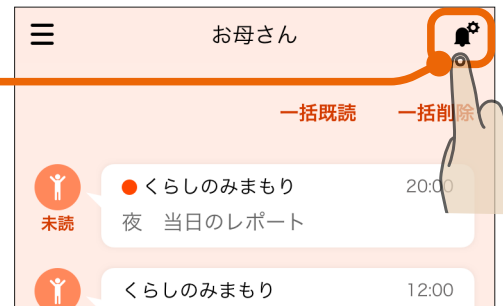 お母さん
一括既読 一括削除
くらしのみまもり 20:00
未読
夜 当日のレポート
くらしのみまもり 12:00